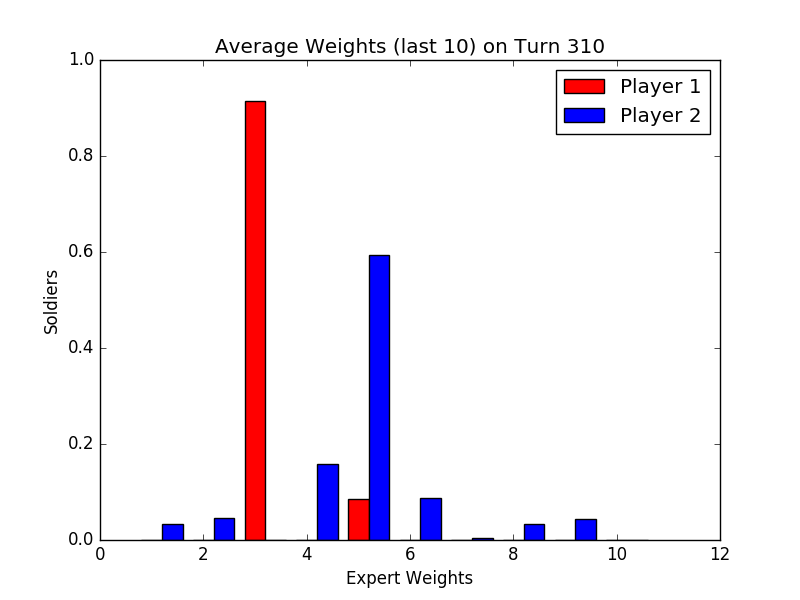 Average Weights (last 10) on Turn 310
1.0
0.8
0.6
0.4
0.2
0.0
Soldiers
Player 1
Player 2
0 2 4 6 8 10 12
Expert Weights